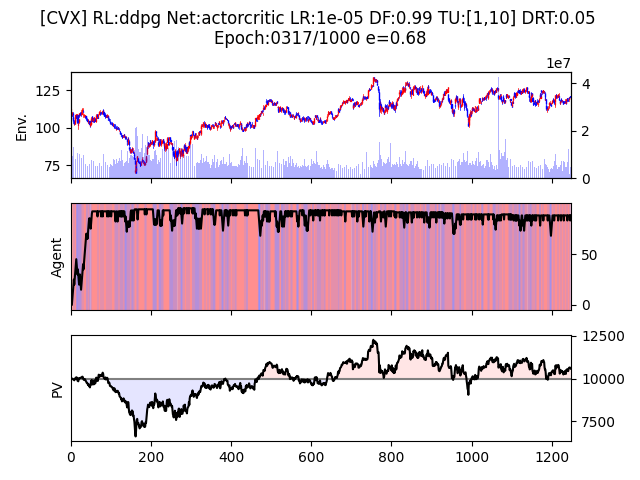 [CVX] RL:ddpg Net:actorcritic LR:1e-05 DF:0.99 TU:[1,10] DRT:0.05
Epoch:0317/1000 e=0.68
1e7
125
100
75
Env.
4
2
0
Agent
50
0
PV
12500
10000
7500
0 200 400 600 800 1000 1200